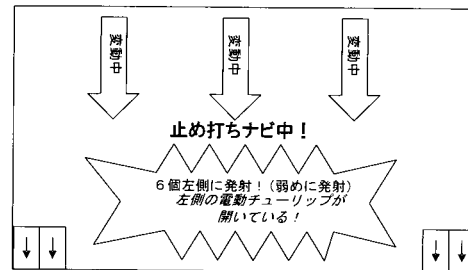 変動中
変動中
変動中
止め打ちナビ中！
６個左側に発射！（弱めに発射）
左側の電動チューリップが
開いている！